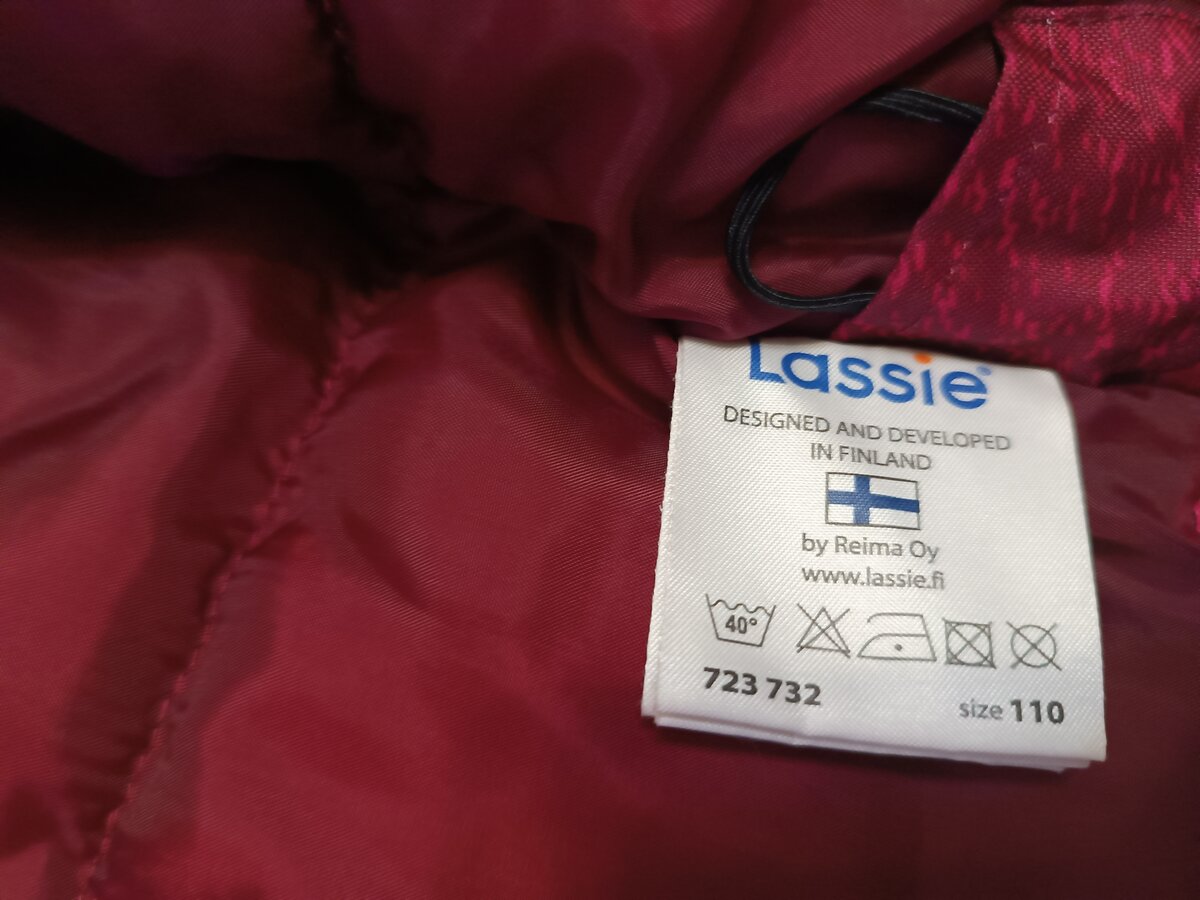 Lassie®
DESIGNED AND DEVELOPED
IN FINLAND
by Reima Oy
www.lassie.fi
40°
723 732
size 110